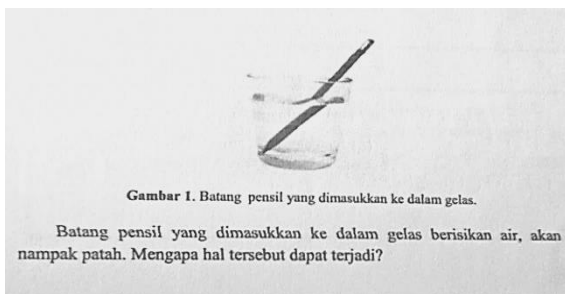 Gambar 1. Batang pensil yang dimasukkan ke dalam gelas.
Batang pensil yang dimasukkan ke dalam gelas berisikan air, akan
nampak patah. Mengapa hal tersebut dapat terjadi?